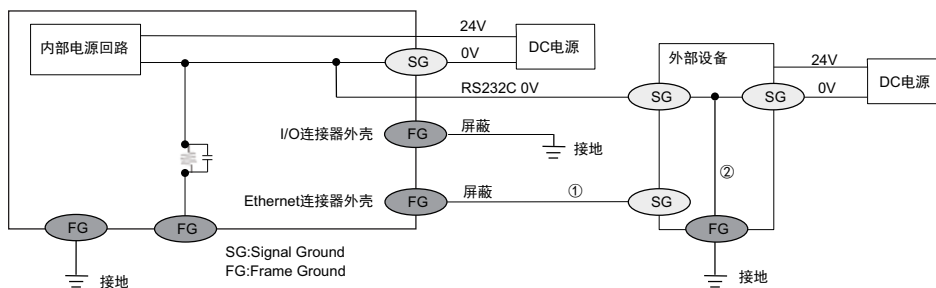 内部电源回路
24V
0V
SG
DC电源
RS232C 0V
外部设备
24V
0V
DC电源
SG
SG
I/O连接器外壳
FG
屏蔽
接地
Ethernet连接器外壳
FG
屏蔽
①
SG
②
FG
FG
FG
SG:Signal Ground
FG:Frame Ground
接地
接地